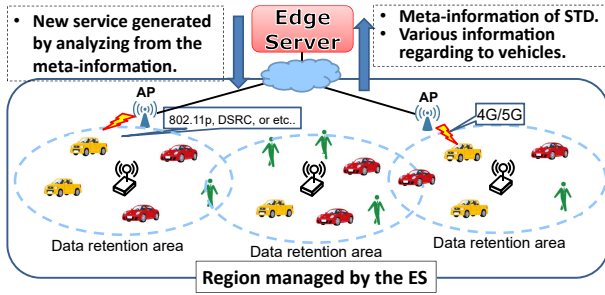 • New service generated
by analyzing from the
meta-information.
Edge
Server
• Meta-information of STD.
• Various information
regarding to vehicles.
AP
802.11p, DSRC, or etc..
AP
4G/5G
Data retention area
Data retention area
Data retention area
Region managed by the ES